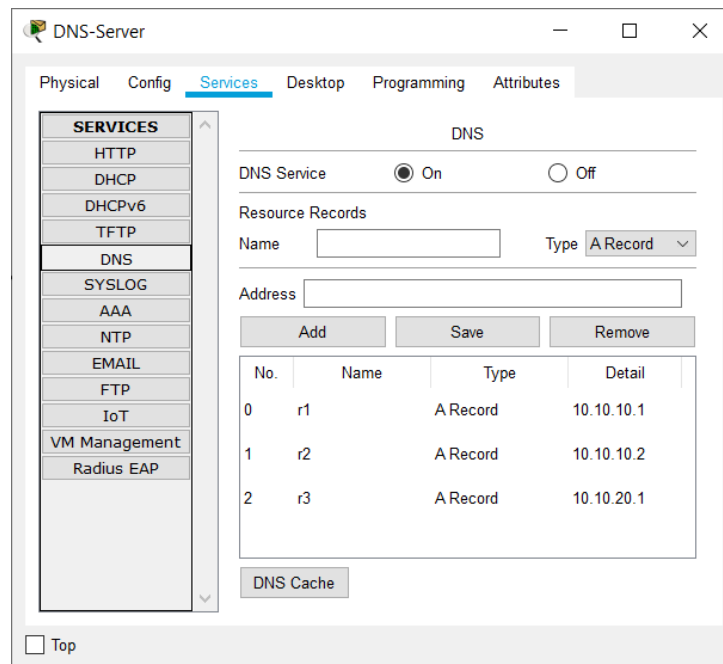 DNS-Server
Physical Config Services Desktop Programming Attributes
SERVICES
HTTP
DHCP
DHCPv6
TFTP
DNS
SYSLOG
AAA
NTP
EMAIL
FTP
IoT
VM Management
Radius EAP
DNS
DNS Service On Off
Resource Records
Name Type A Record
Address
Add Save Remove
No. Name Type Detail
0 r1 A Record 10.10.10.1
1 r2 A Record 10.10.10.2
2 r3 A Record 10.10.20.1
DNS Cache
Top